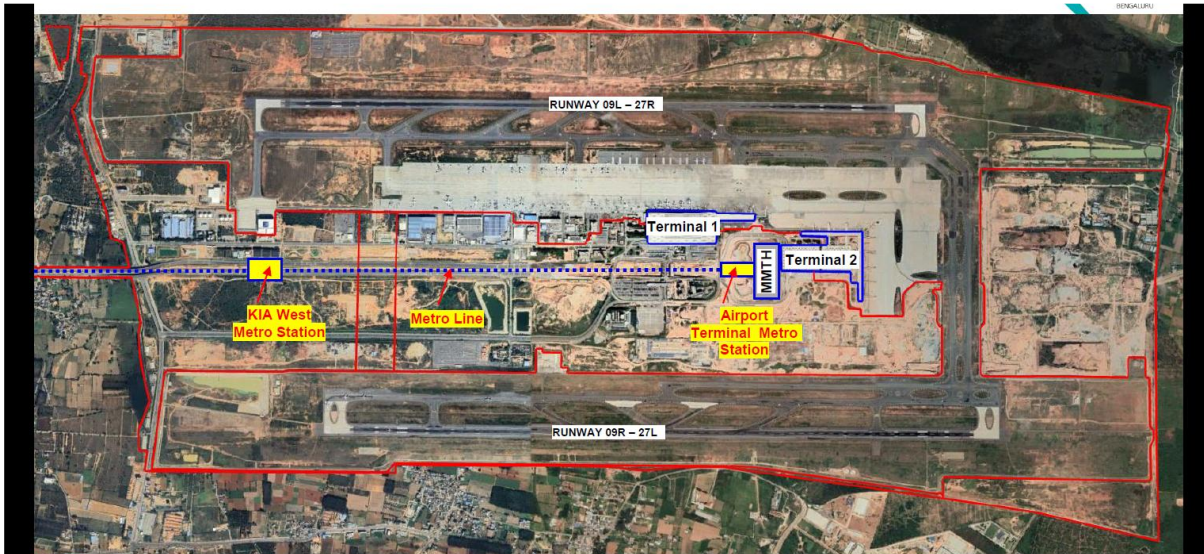 BENGALURU
RUNWAY 09L – 27R
Terminal 1
MMTH
Terminal 2
KIA West
Metro Station
Metro Line
Airport
Terminal Metro
Station
RUNWAY 09R – 27L